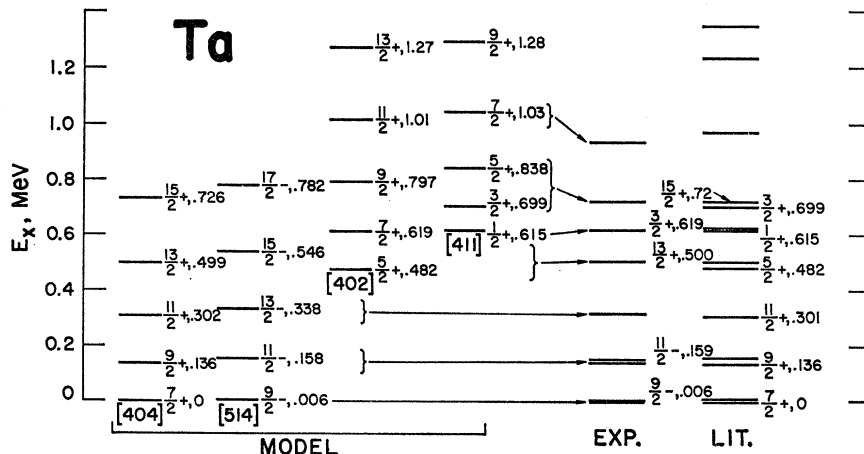 Ta
E_x, MeV
1.2
1.0
0.8
0.6
0.4
0.2
0
15/2 +, .726
13/2 +, .499
11/2 +, .302
9/2 +, .136
7/2 +, 0
[404]
17/2 -, .782
15/2 -, .546
13/2 -, .338
11/2 -, .158
9/2 -, .006
[514]
13/2 +, 1.27
11/2 +, 1.01
9/2 +, .797
7/2 +, .619
5/2 +, .482
[402]
9/2 +, 1.28
7/2 +, 1.03
5/2 +, .838
3/2 +, .699
1/2 +, .615
[411]
15/2 +, .72
3/2 +, .619
13/2 +, .500
11/2 -, .159
9/2 -, .006
3/2 +, .699
1/2 +, .615
5/2 +, .482
11/2 +, .301
9/2 +, .136
7/2 +, 0
MODEL
EXP.
LIT.